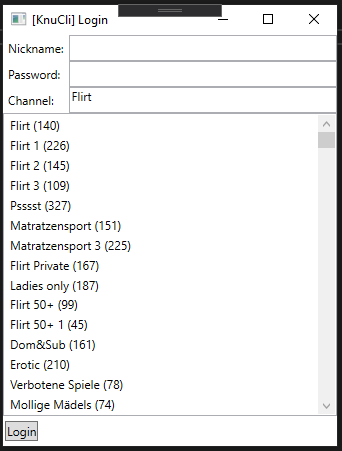 [KnuCli] Login
Nickname:
Password:
Channel: Flirt
Flirt (140)
Flirt 1 (226)
Flirt 2 (145)
Flirt 3 (109)
Psssst (327)
Matratzensport (151)
Matratzensport 3 (225)
Flirt Private (167)
Ladies only (187)
Flirt 50+ (99)
Flirt 50+ 1 (45)
Dom&Sub (161)
Erotic (210)
Verbotene Spiele (78)
Mollige Mädels (74)
Login